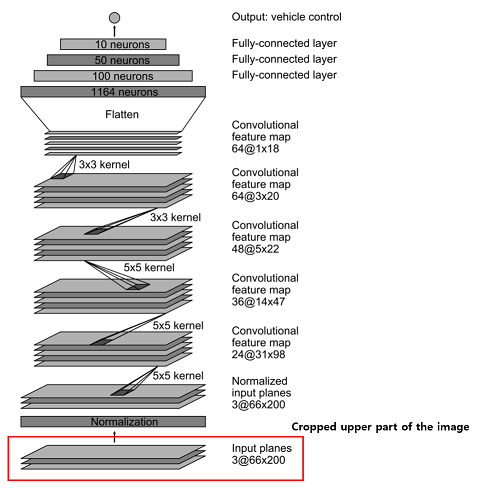 Output: vehicle control
10 neurons
Fully-connected layer
50 neurons
Fully-connected layer
100 neurons
Fully-connected layer
1164 neurons
Flatten
Convolutional
feature map
64@1x18
3x3 kernel
Convolutional
feature map
64@3x20
3x3 kernel
Convolutional
feature map
48@5x22
5x5 kernel
Convolutional
feature map
36@14x47
5x5 kernel
Convolutional
feature map
24@31x98
5x5 kernel
Normalized
input planes
3@66x200
Normalization
Cropped upper part of the image
Input planes
3@66x200